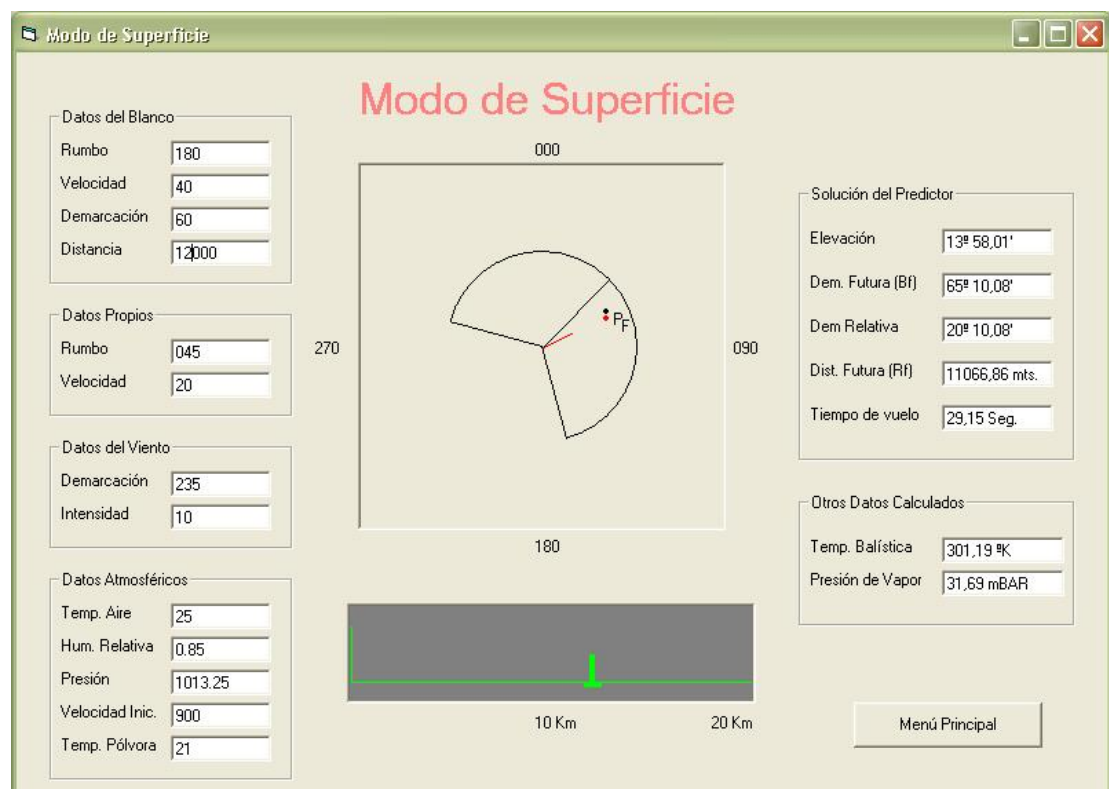 Modo de Superficie
Modo de Superficie
Datos del Blanco
Rumbo 180
Velocidad 40
Demarcación 60
Distancia 12000
Datos Propios
Rumbo 045
Velocidad 20
Datos del Viento
Demarcación 235
Intensidad 10
Datos Atmosféricos
Temp. Aire 25
Hum. Relativa 0.85
Presión 1013.25
Velocidad Inic. 900
Temp. Pólvora 21
000
270
090
180
PF
10 Km
20 Km
Solución del Predictor
Elevación 13º 58,01'
Dem. Futura (Bf) 65º 10,08'
Dem Relativa 20º 10,08'
Dist. Futura (Rf) 11066,86 mts.
Tiempo de vuelo 29,15 Seg.
Otros Datos Calculados
Temp. Balística 301,19 ºK
Presión de Vapor 31,69 mBAR
Menú Principal